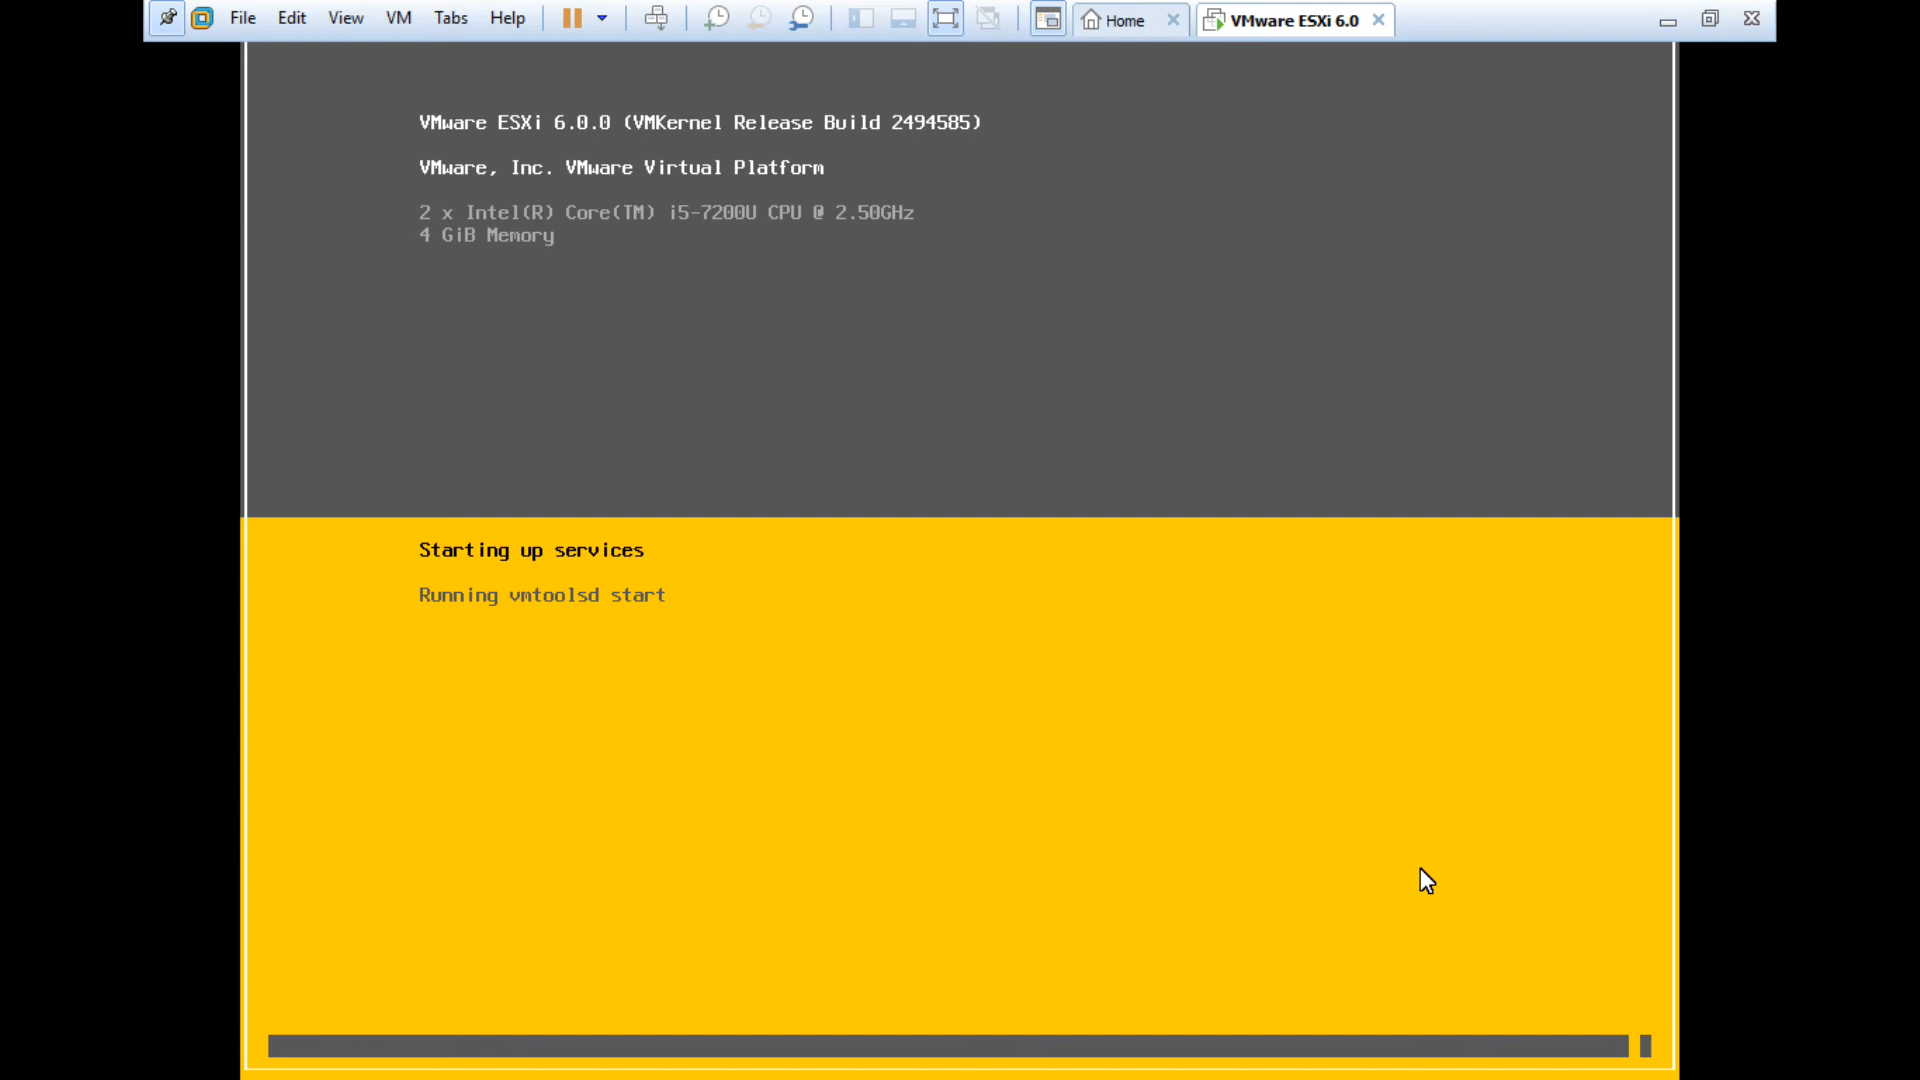 File Edit View VM Tabs Help Home VMware ESXi 6.0
VMware ESXi 6.0.0 (VMKernel Release Build 2494585)
VMware, Inc. VMware Virtual Platform
2 x Intel(R) Core(TM) i5-7200U CPU @ 2.50GHz
4 GiB Memory
Starting up services
Running vmtoolsd start